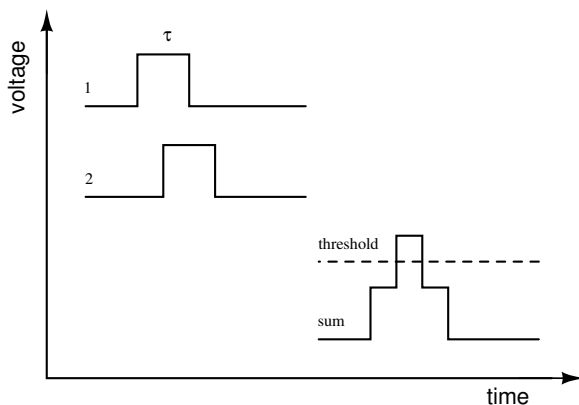 τ
voltage
1
2
threshold
sum
time